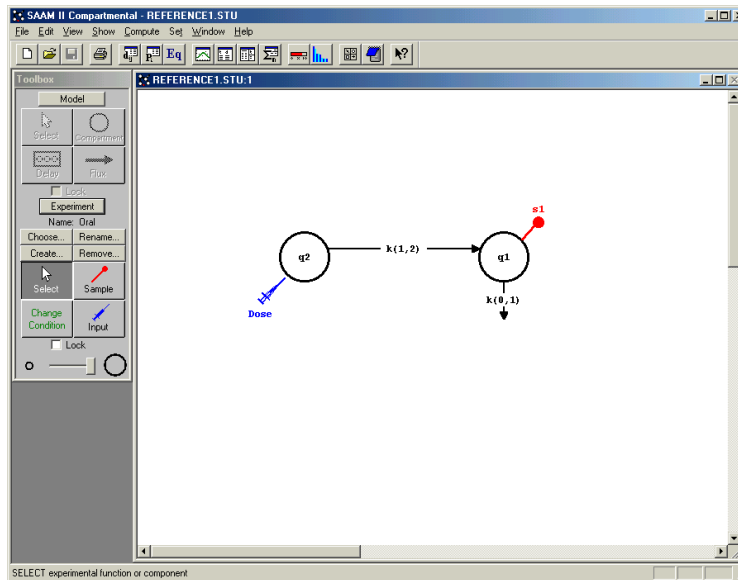 SAAM II Compartmental - REFERENCE1.STU
File Edit View Show Compute Set Window Help
Eq
Toolbox
Model
Select Compartment
Delay Flux
Lock
Experiment
Name: Oral
Choose... Rename...
Create... Remove...
Select Sample
Change Condition Input
Lock
REFERENCE1.STU:1
s1
q2 k(1,2) q1
k(0,1)
Dose
SELECT experimental function or component